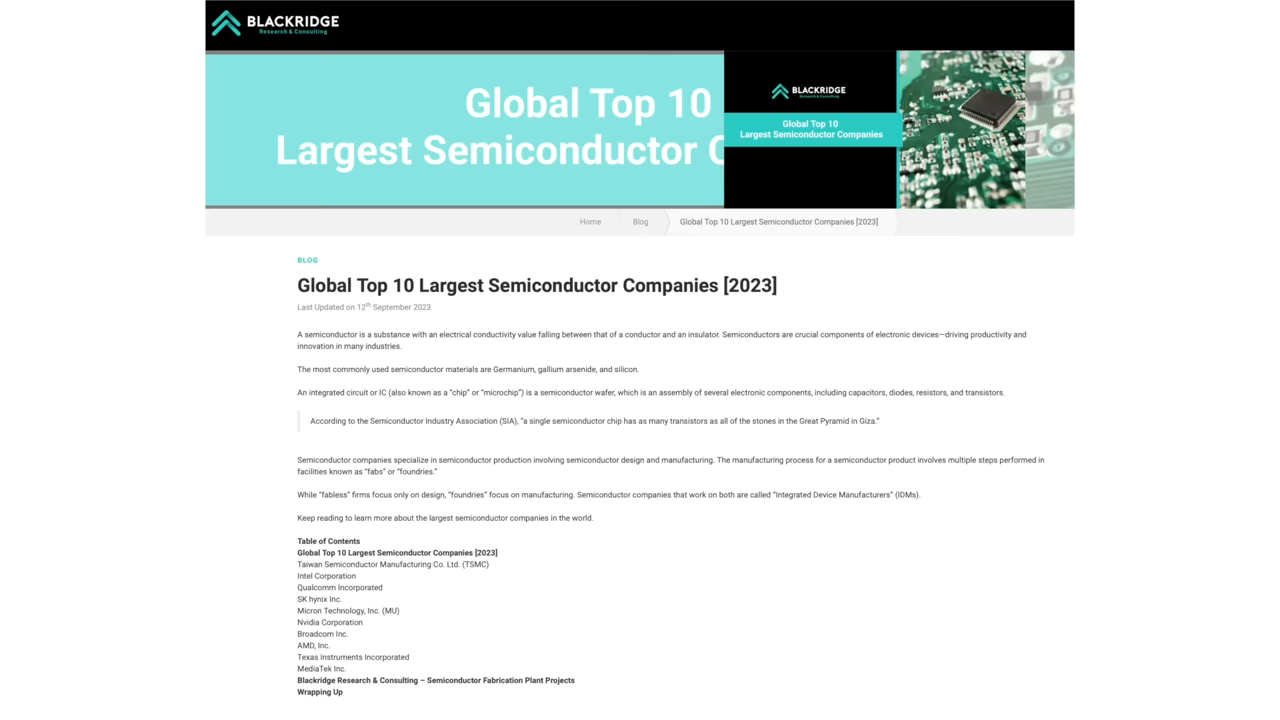 BLACKRIDGE
Research & Consulting
Global Top 10
Largest Semiconductor C
BLACKRIDGE
Research & Consulting
Global Top 10
Largest Semiconductor Companies
Home
Blog
Global Top 10 Largest Semiconductor Companies [2023]
BLOG
Global Top 10 Largest Semiconductor Companies [2023]
Last Updated on 12th September 2023
A semiconductor is a substance with an electrical conductivity value falling between that of a conductor and an insulator. Semiconductors are crucial components of electronic devices—driving productivity and
innovation in many industries.
The most commonly used semiconductor materials are Germanium, gallium arsenide, and silicon.
An integrated circuit or IC (also known as a “chip” or “microchip”) is a semiconductor wafer, which is an assembly of several electronic components, including capacitors, diodes, resistors, and transistors.
According to the Semiconductor Industry Association (SIA), “a single semiconductor chip has as many transistors as all of the stones in the Great Pyramid in Giza.”
Semiconductor companies specialize in semiconductor production involving semiconductor design and manufacturing. The manufacturing process for a semiconductor product involves multiple steps performed in
facilities known as “fabs” or “foundries.”
While “fabless” firms focus only on design, “foundries” focus on manufacturing. Semiconductor companies that work on both are called “Integrated Device Manufacturers” (IDMs).
Keep reading to learn more about the largest semiconductor companies in the world.
Table of Contents
Global Top 10 Largest Semiconductor Companies [2023]
Taiwan Semiconductor Manufacturing Co. Ltd. (TSMC)
Intel Corporation
Qualcomm Incorporated
SK hynix Inc.
Micron Technology, Inc. (MU)
Nvidia Corporation
Broadcom Inc.
AMD, Inc.
Texas Instruments Incorporated
MediaTek Inc.
Blackridge Research & Consulting – Semiconductor Fabrication Plant Projects
Wrapping Up